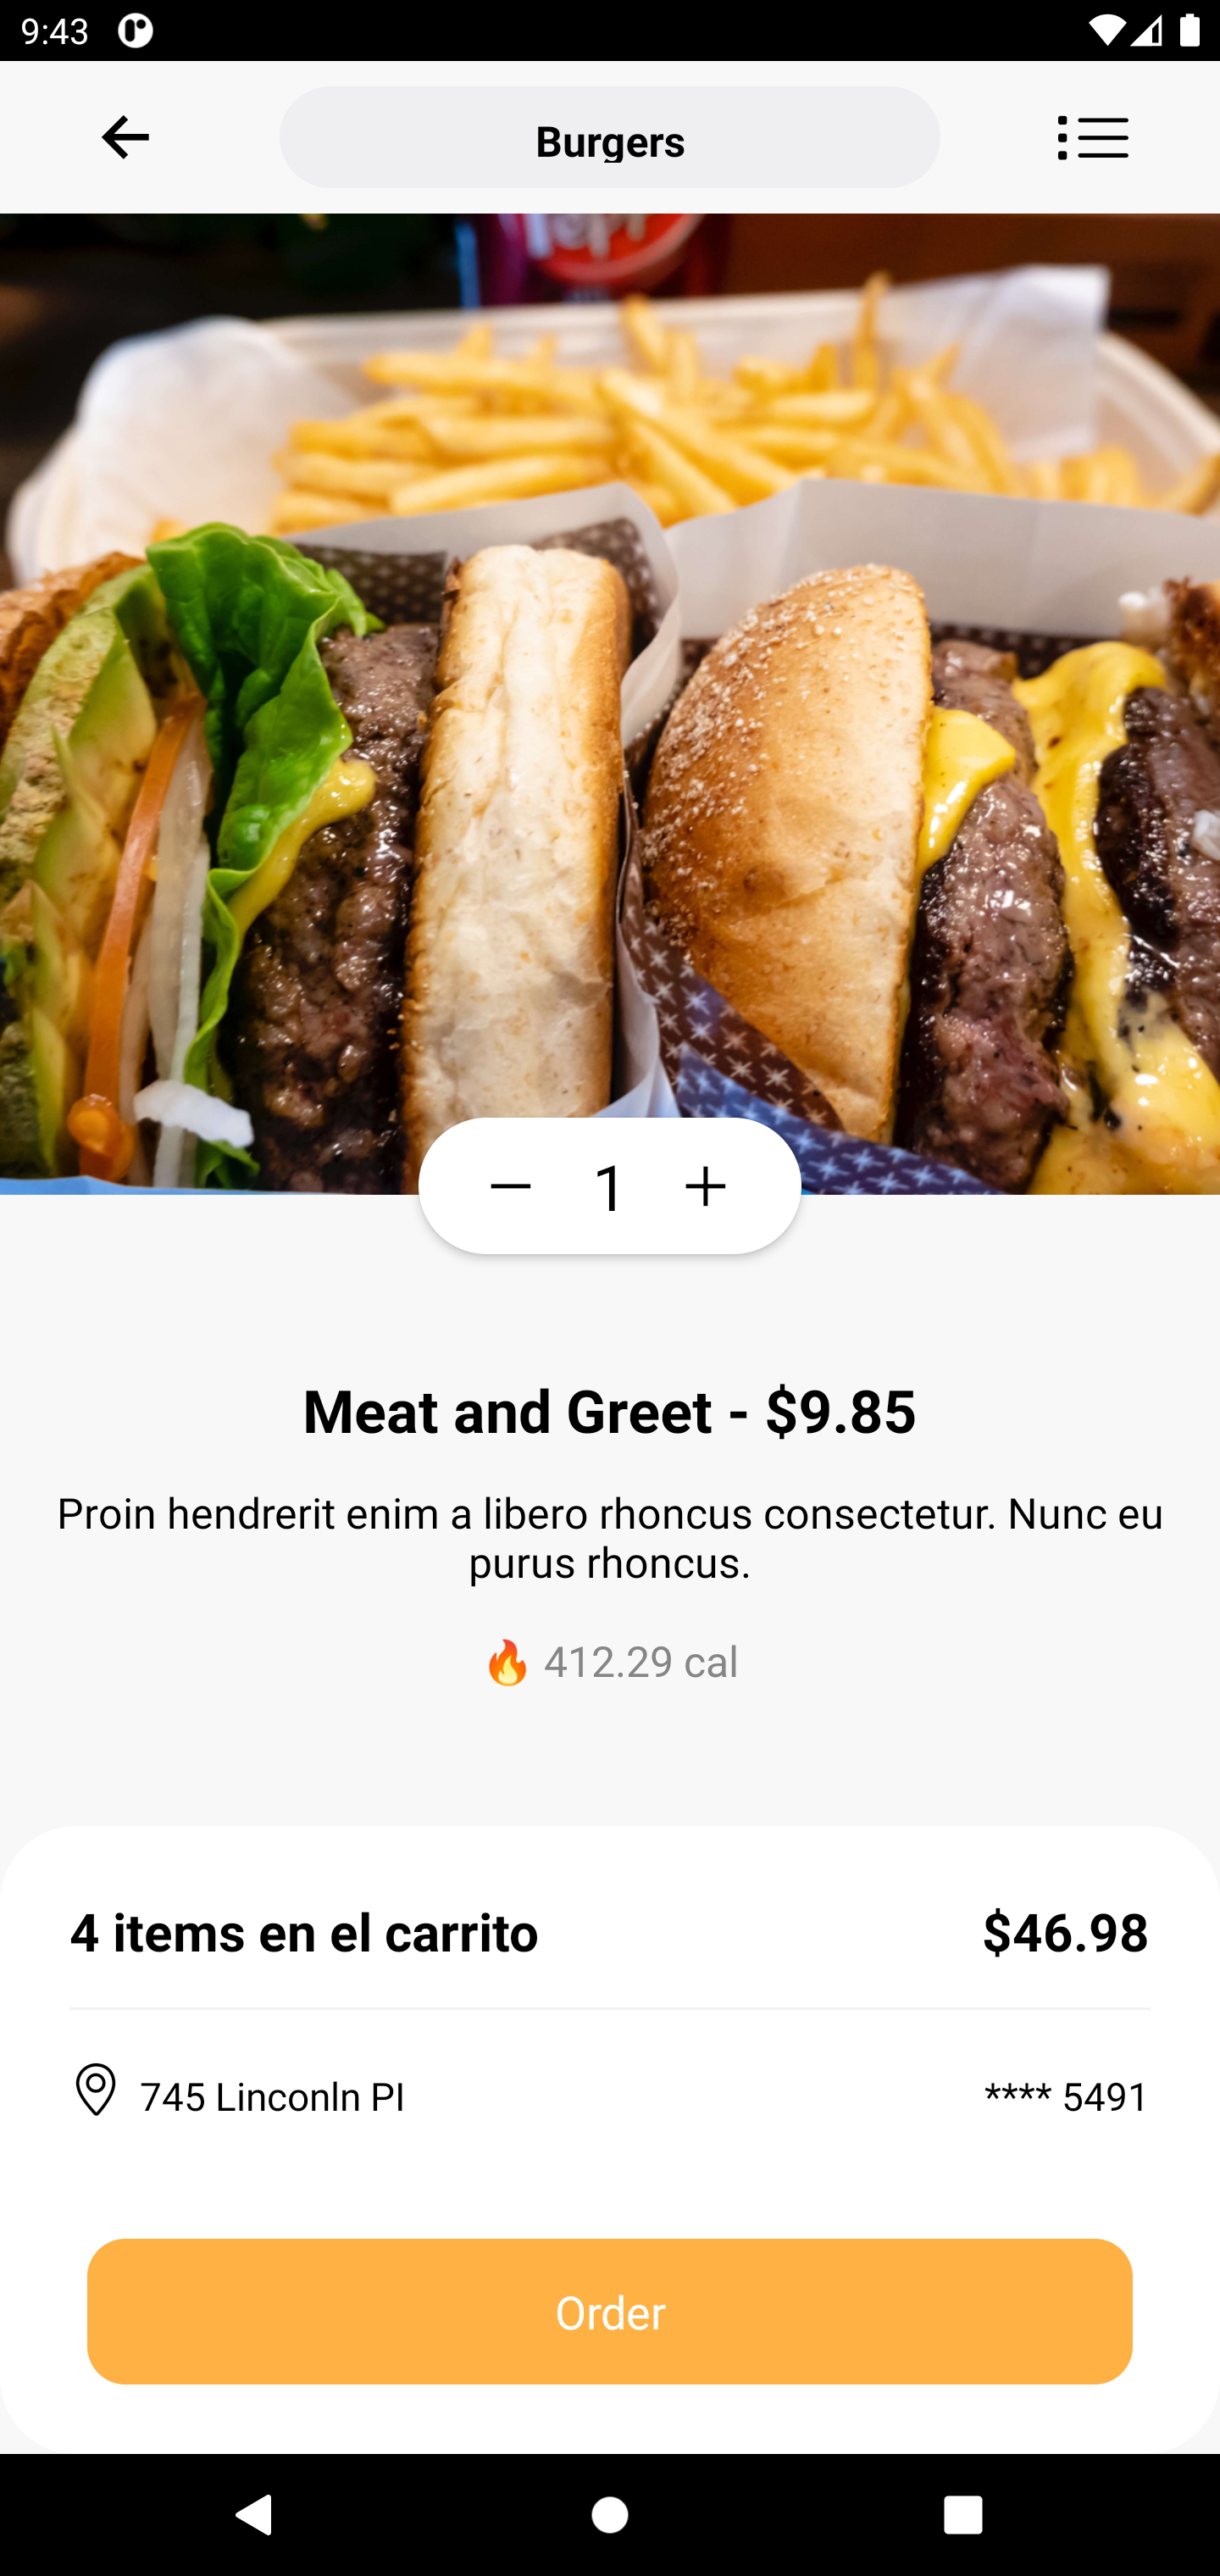 9:43
Burgers
1
Meat and Greet - $9.85
Proin hendrerit enim a libero rhoncus consectetur. Nunc eu
purus rhoncus.
🔥 412.29 cal
4 items en el carrito
$46.98
745 Linconln Pl
**** 5491
Order